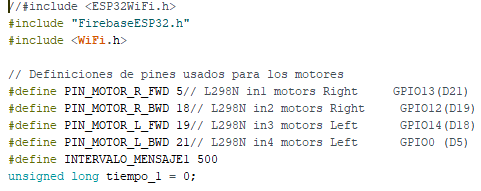 //#include <ESP32WiFi.h>
#include "FirebaseESP32.h"
#include <WiFi.h>
// Definiciones de pines usados para los motores
#define PIN_MOTOR_R_FWD 5// L298N in1 motors Right     GPIO13(D21)
#define PIN_MOTOR_R_BWD 18// L298N in2 motors Right     GPIO12(D19)
#define PIN_MOTOR_L_FWD 19// L298N in3 motors Left     GPIO14(D18)
#define PIN_MOTOR_L_BWD 21// L298N in4 motors Left     GPIO0 (D5)
#define INTERVALO_MENSAJE1 500
unsigned long tiempo_1 = 0;